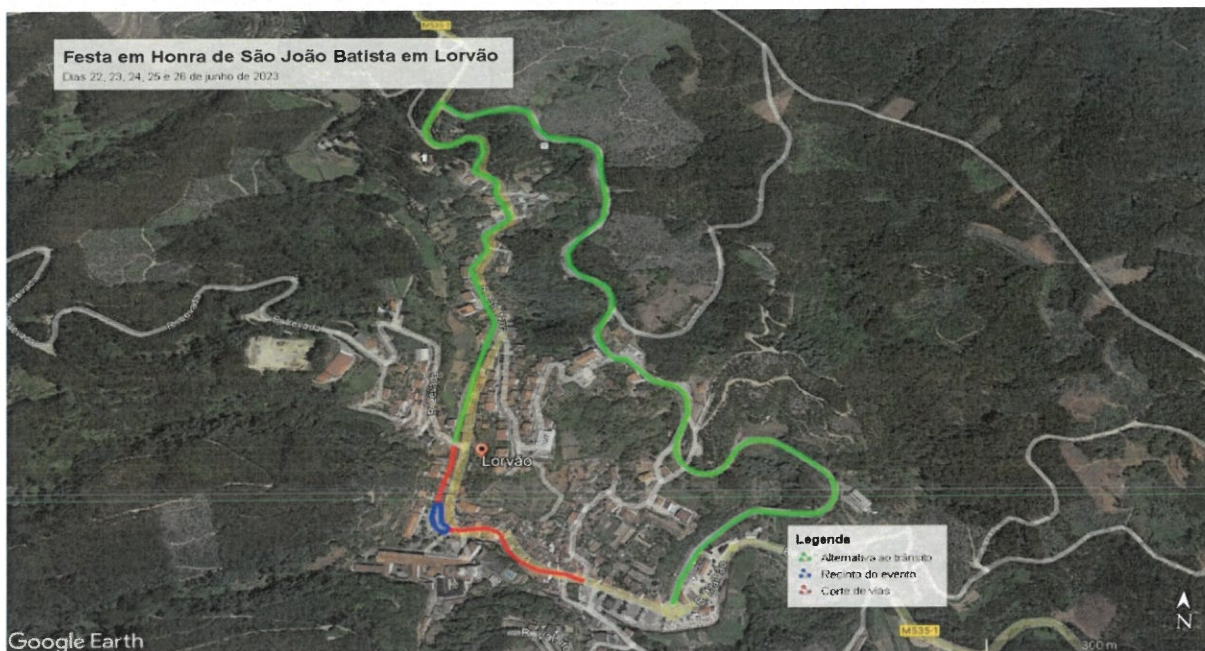 M535-1
Festa em Honra de São João Batista em Lorvão
Dias 22, 23, 24, 25 e 26 de junho de 2023
Lorvão
Legenda
Alternativa ao trânsito
Recinto do evento
Corte de vias
M535-1
N
Google Earth
300 m